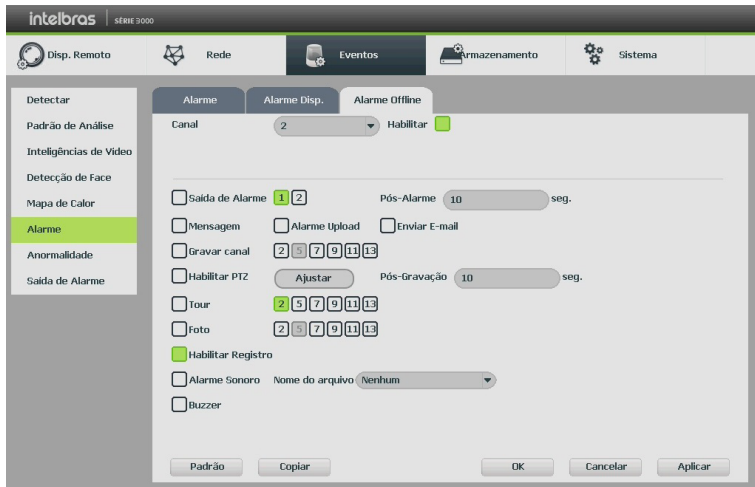 intelbras SÉRIE 3000
Disp. Remoto Rede Eventos Armazenamento Sistema
Detectar
Padrão de Análise
Inteligências de Vídeo
Detecção de Face
Mapa de Calor
Alarme
Anormalidade
Saída de Alarme
Alarme Alarme Disp. Alarme Offline
Canal 2 Habilitar
Saída de Alarme 1 2 Pós-Alarme 10 seg.
Mensagem Alarme Upload Enviar E-mail
Gravar canal 2 5 7 9 11 13
Habilitar PTZ Ajustar Pós-Gravação 10 seg.
Tour 2 5 7 9 11 13
Foto 2 5 7 9 11 13
Habilitar Registro
Alarme Sonoro Nome do arquivo Nenhum
Buzzer
Padrão Copiar OK Cancelar Aplicar